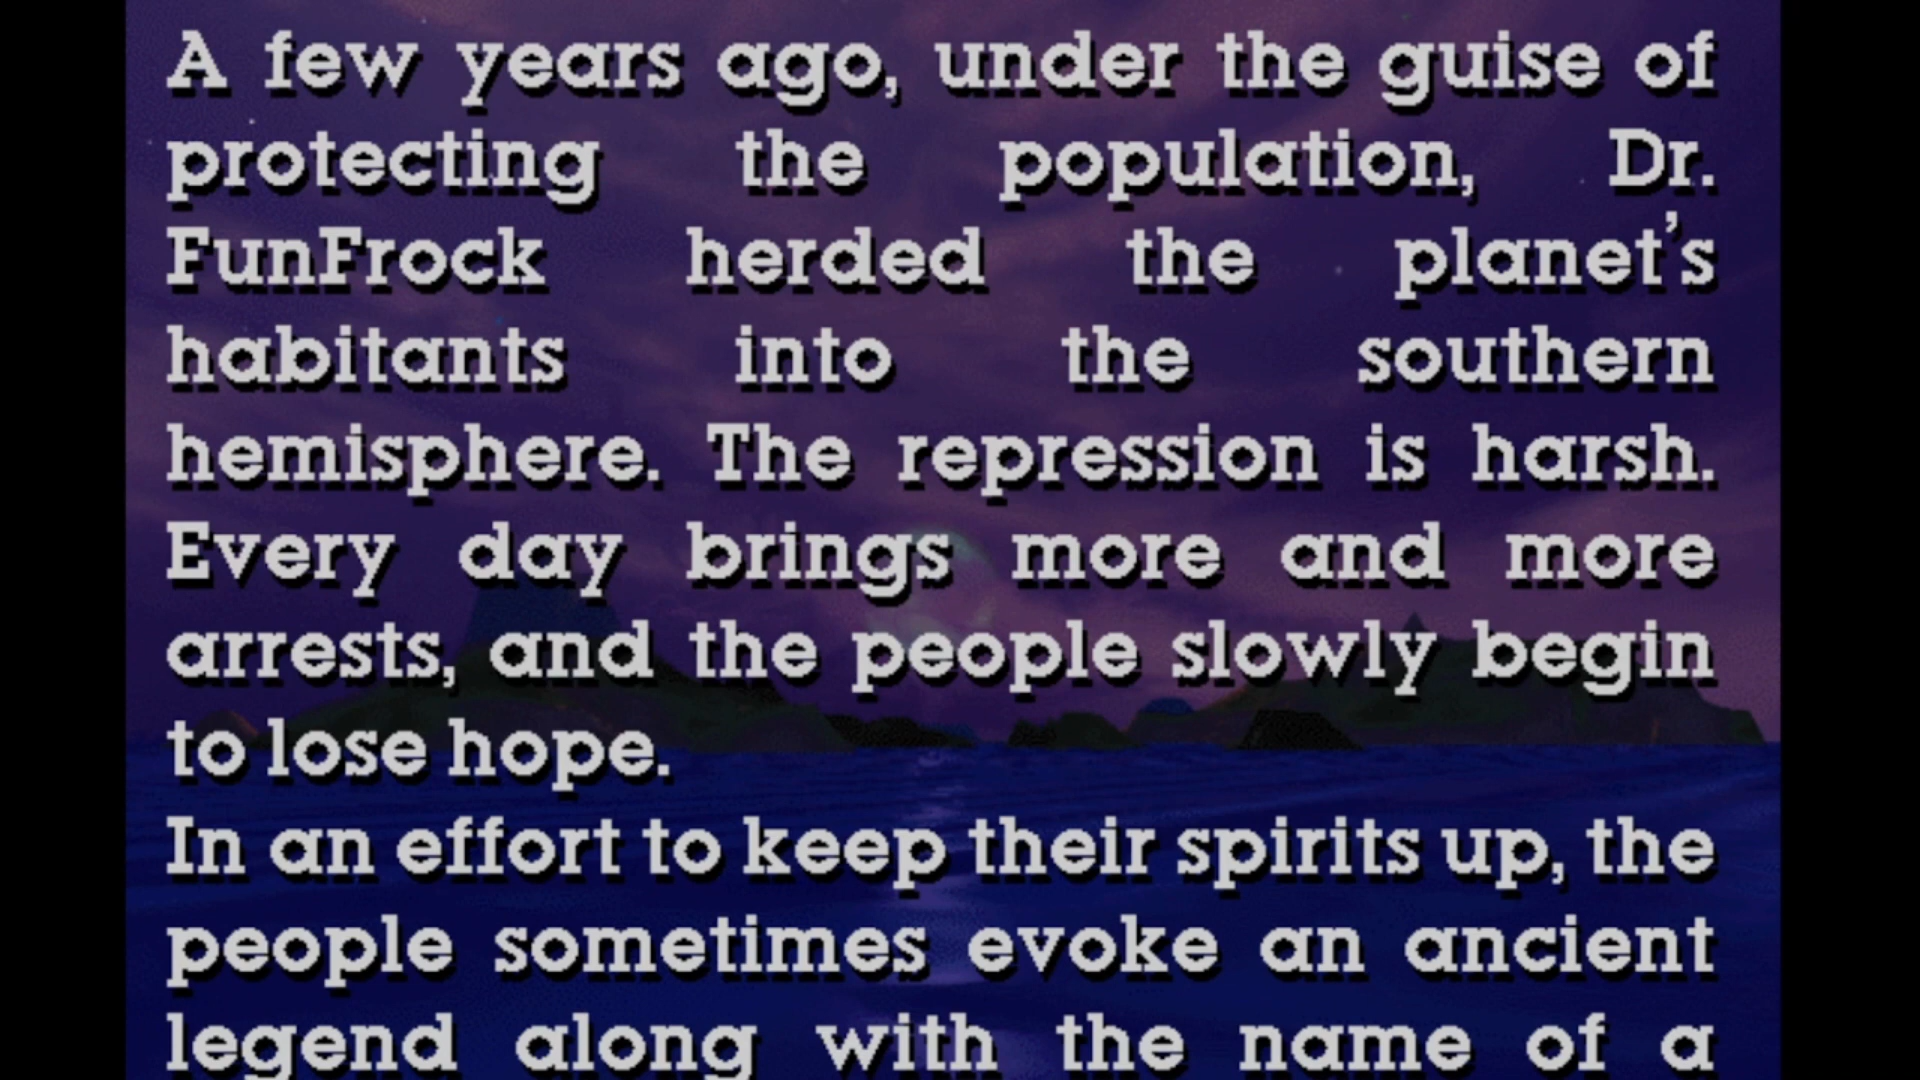 A few years ago, under the guise of
protecting the population, Dr.
FunFrock herded the planet's
habitants into the southern
hemisphere. The repression is harsh.
Every day brings more and more
arrests, and the people slowly begin
to lose hope.
In an effort to keep their spirits up, the
people sometimes evoke an ancient
legend along with the name of a